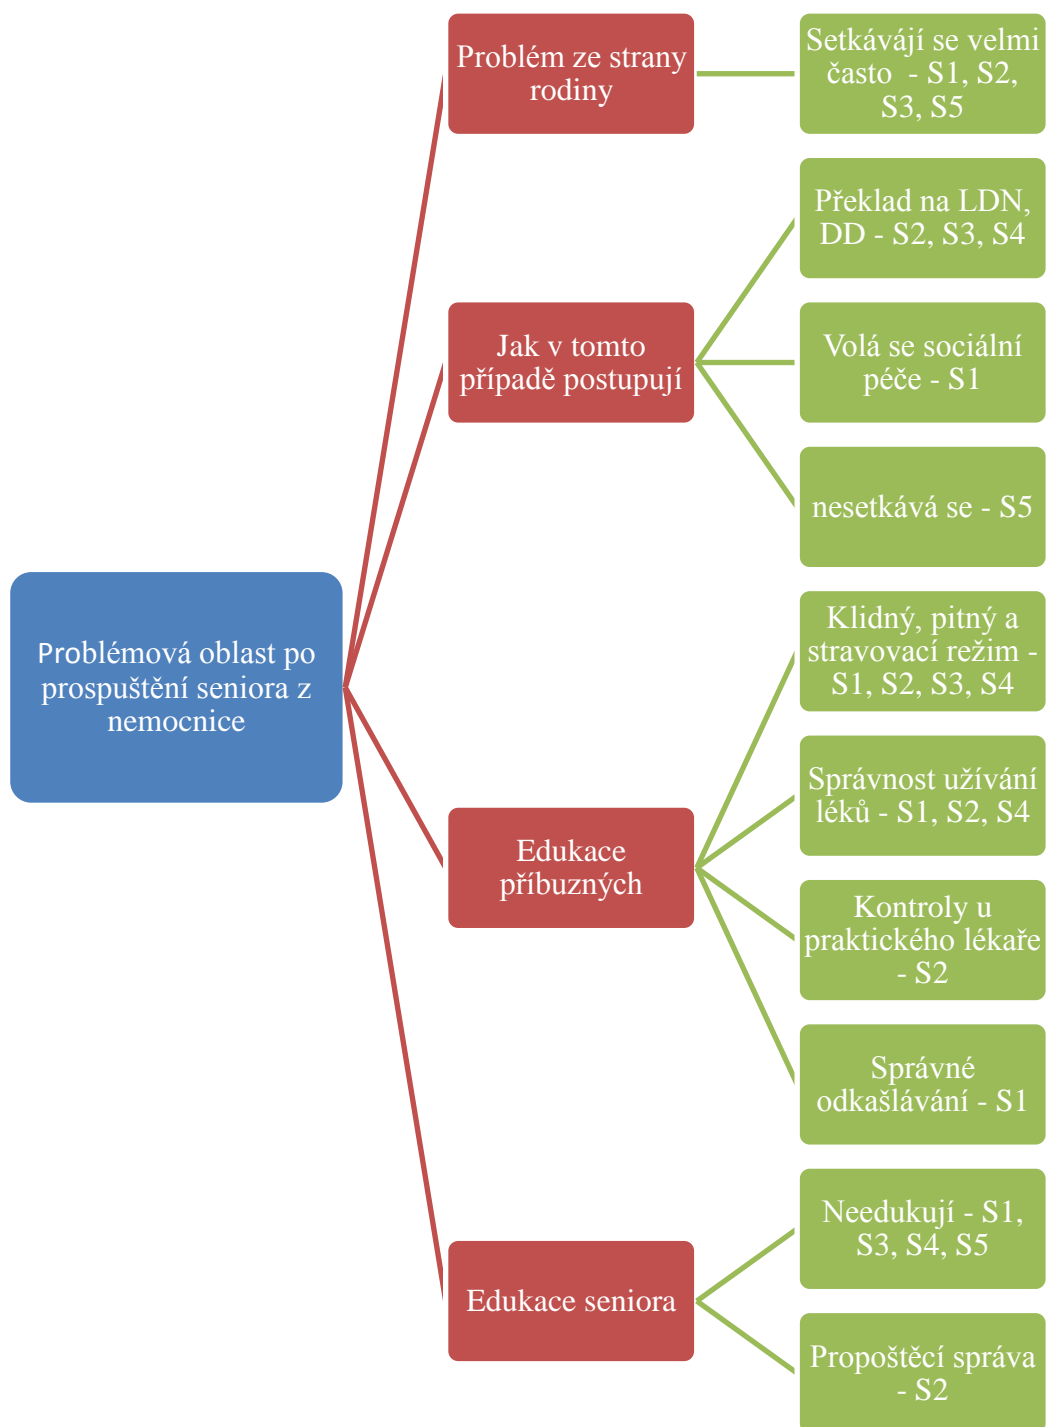 Problémová oblast po
prospuštění seniora z
nemocnice
Problém ze strany
rodiny
Setkávájí se velmi
často - S1, S2,
S3, S5
Jak v tomto
případě postupují
Překlad na LDN,
DD - S2, S3, S4
Volá se sociální
péče - S1
nesetkává se - S5
Edukace
příbuzných
Klidný, pitný a
stravovací režim -
S1, S2, S3, S4
Správnost užívání
léků - S1, S2, S4
Kontroly u
praktického lékaře
- S2
Správné
odkašlávání - S1
Edukace seniora
Needukují - S1,
S3, S4, S5
Propoštěcí správa
- S2